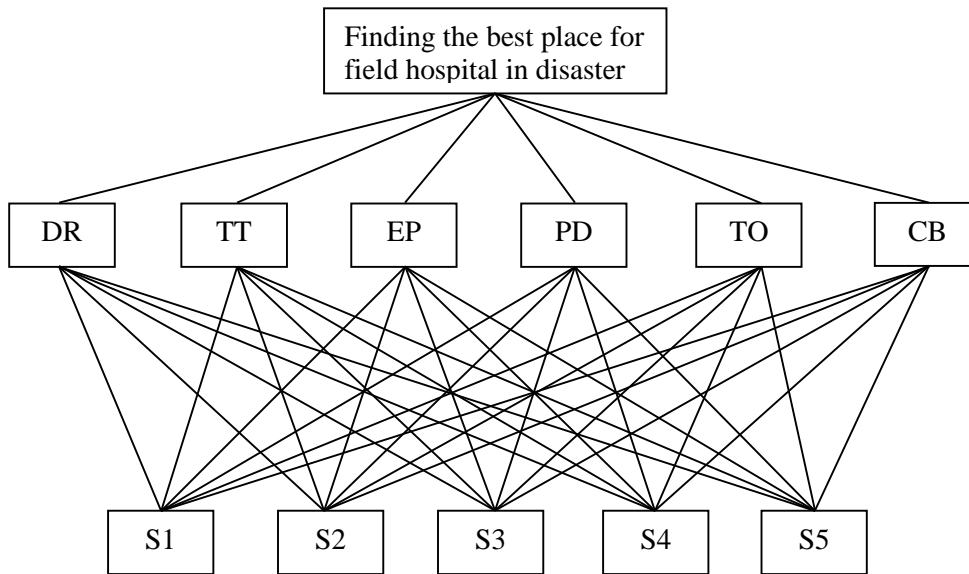 Finding the best place for
field hospital in disaster
DR TT EP PD TO CB
S1 S2 S3 S4 S5